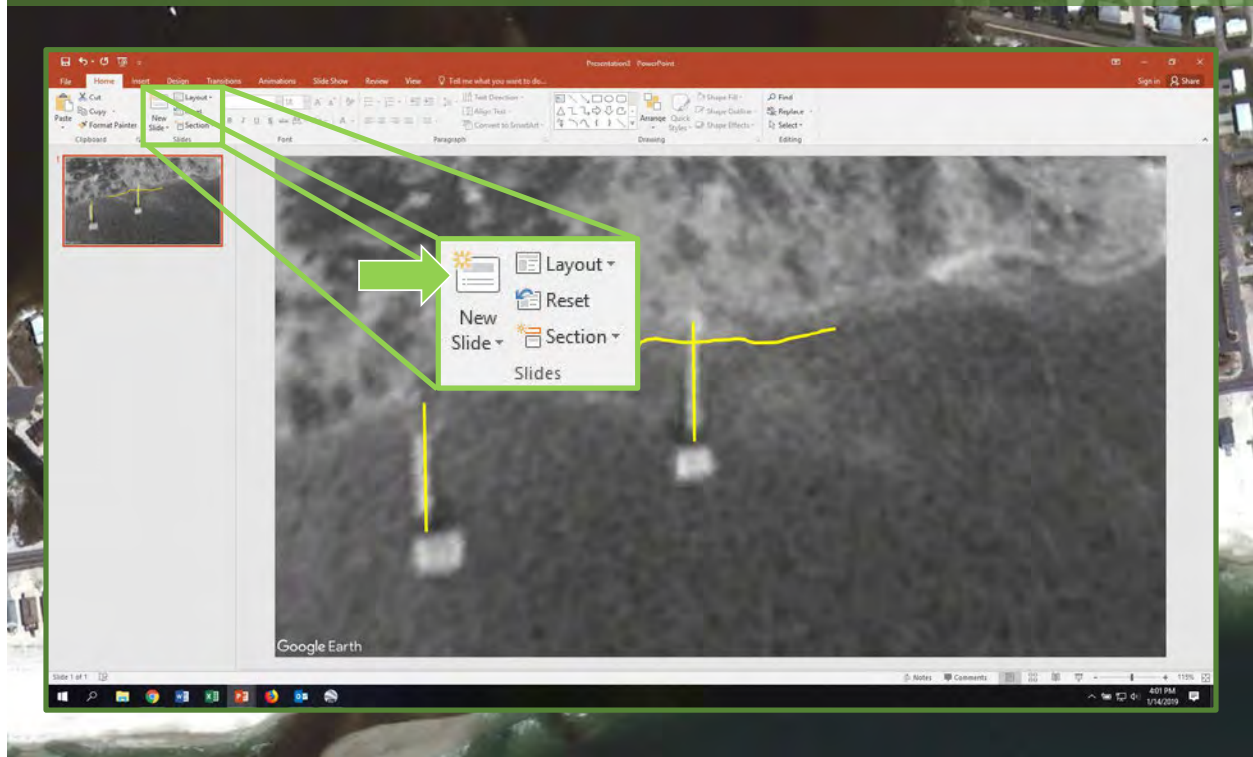 Presentation1 PowerPoint
File Home Insert Design Transitions Animations Slide Show Review View Tell me what you want to do... Sign in Share
Paste
Cut
Copy
Format Painter
Clipboard
New
Slide
Layout
Section
Slides
Font
Text Direction
Align Text
Convert to SmartArt
Paragraph
Arrange
Quick
Styles
Shape Fill
Shape Outline
Shape Effects
Drawing
Find
Replace
Select
Editing
1
New
Slide
Layout
Reset
Section
Slides
Google Earth
Slide 1 of 1
Notes Comments 115%
4:01 PM
1/14/2019